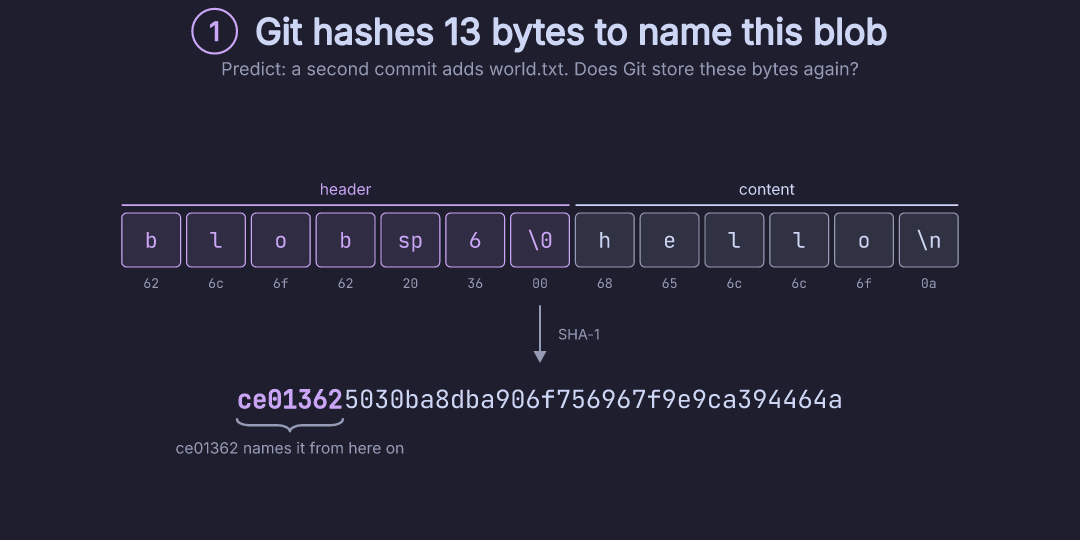 1 Git hashes 13 bytes to name this blob
Predict: a second commit adds world.txt. Does Git store these bytes again?
header content
b l o b sp 6 \0 h e l l o \n
62 6c 6f 62 20 36 00 68 65 6c 6c 6f 0a
SHA-1
ce013625030ba8dba906f756967f9e9ca394464a
ce01362 names it from here on